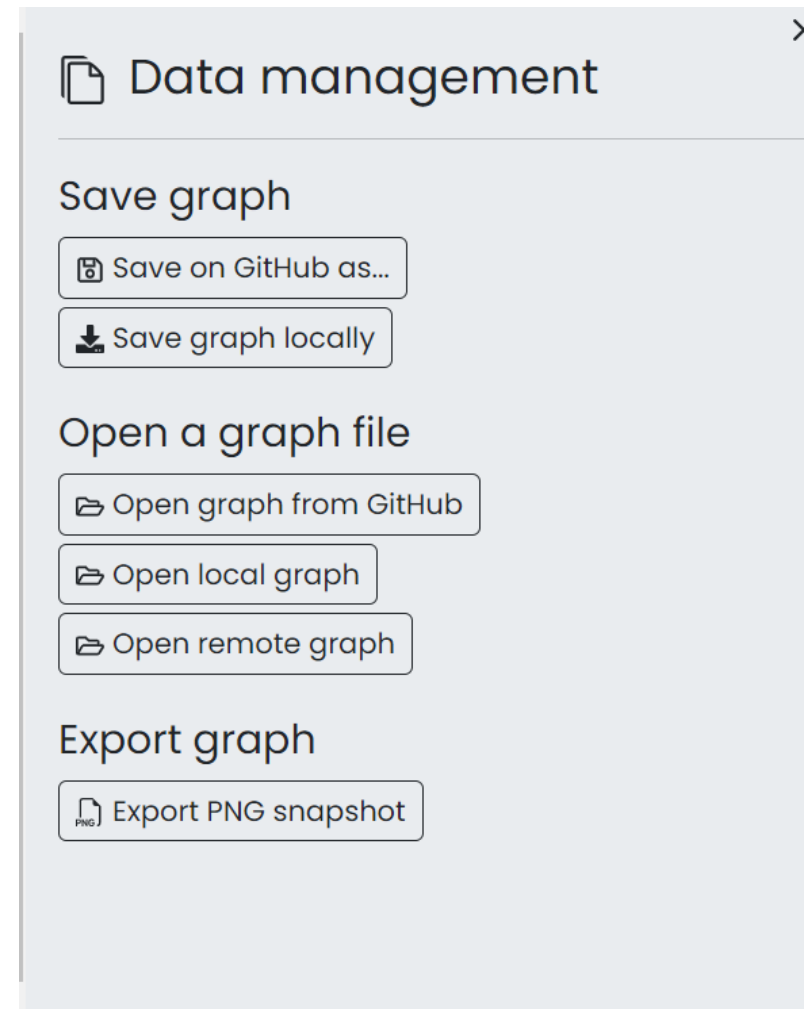 Data management
Save graph
Save on GitHub as...
Save graph locally
Open a graph file
Open graph from GitHub
Open local graph
Open remote graph
Export graph
PNG Export PNG snapshot